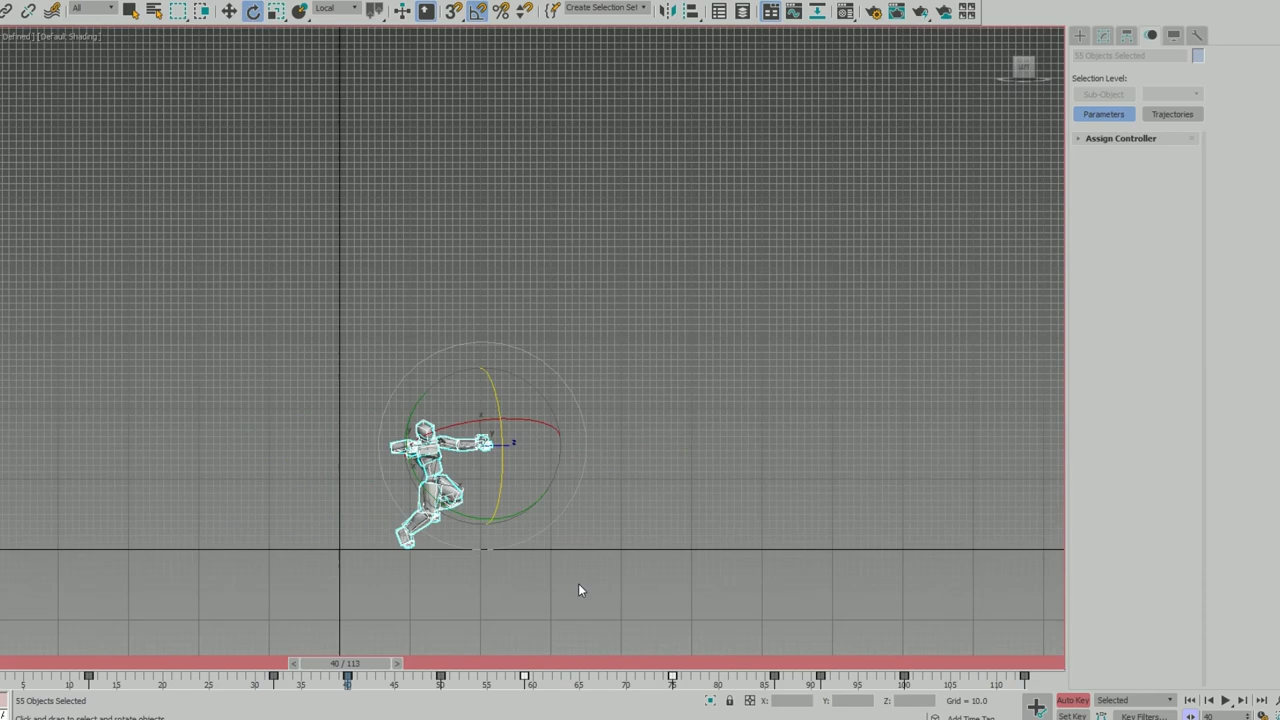 All
Local
Create Selection Set
Defined ] [Default Shading ]
55 Objects Selected
Selection Level:
Sub-Object
Parameters
Trajectories
Assign Controller
x
y
z
< 40 / 113 >
5 10 15 20 25 30 35 40 45 50 55 60 65 70 75 80 85 90 95 100 105 110
55 Objects Selected
X:
Y:
Z:
Grid = 10.0
Auto Key
Selected
Click and drag to select and rotate objects
Add Time Tag
Set Key
Key Filters...
40